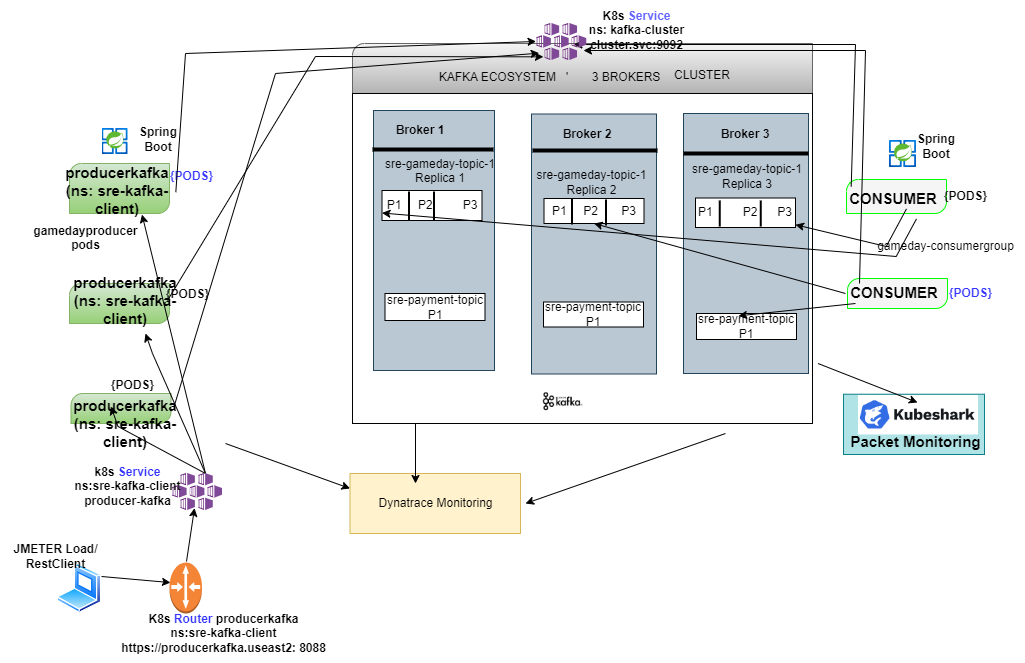 K8s Service
ns: kafka-cluster
cluster.svc:9092
KAFKA ECOSYSTEM ' 3 BROKERS CLUSTER
Spring
Boot
producerkafka
(ns: sre-kafka-
client)
{PODS}
gamedayproducer
pods
producerkafka
(ns: sre-kafka-
client)
{PODS}
{PODS}
producerkafka
(ns: sre-kafka-
client)
k8s Service
ns:sre-kafka-client
producer-kafka
JMETER Load/
RestClient
K8s Router producerkafka
ns:sre-kafka-client
https://producerkafka.useast2: 8088
Broker 1
sre-gameday-topic-1
Replica 1
P1 P2 P3
sre-payment-topic
P1
Broker 2
sre-gameday-topic-1
Replica 2
P1 P2 P3
sre-payment-topic
P1
Broker 3
sre-gameday-topic-1
Replica 3
P1 P2 P3
sre-payment-topic
P1
kafka
Spring
Boot
CONSUMER
{PODS}
gameday-consumergroup
CONSUMER
{PODS}
Kubeshark
Packet Monitoring
Dynatrace Monitoring